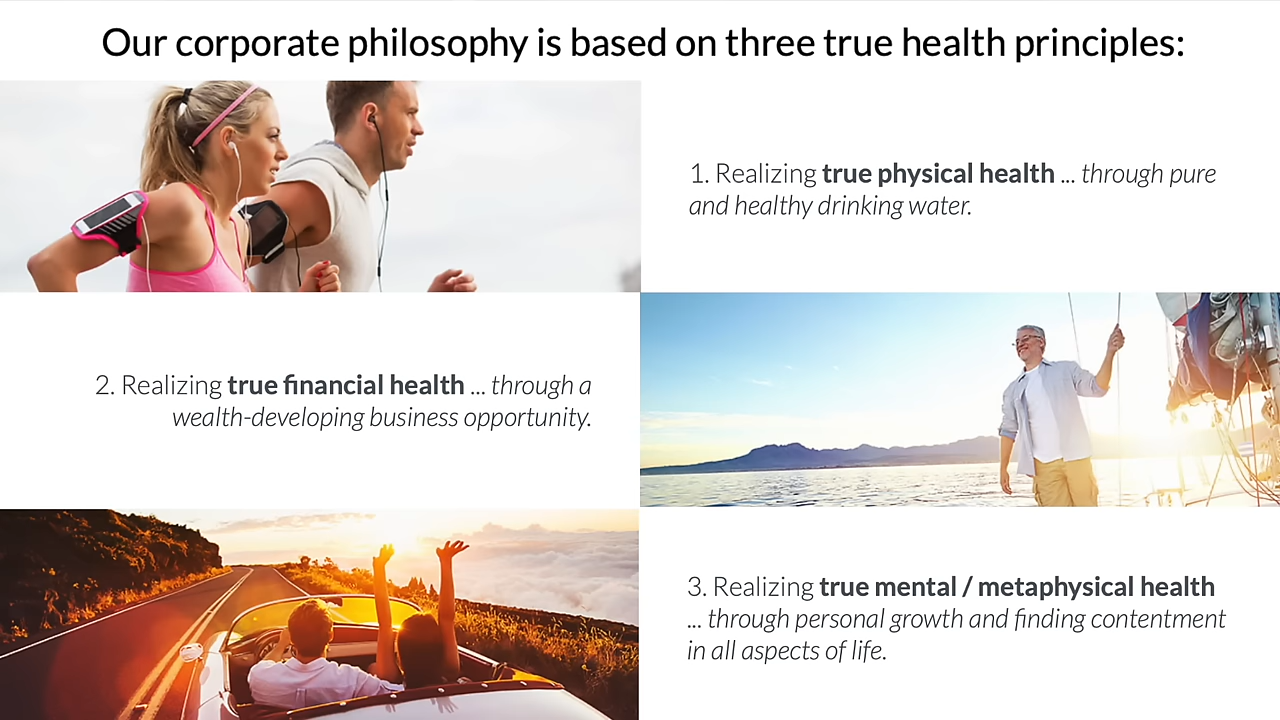 Our corporate philosophy is based on three true health principles:
1. Realizing true physical health ... through pure
and healthy drinking water.
2. Realizing true financial health ... through a
wealth-developing business opportunity.
3. Realizing true mental / metaphysical health
... through personal growth and finding contentment
in all aspects of life.